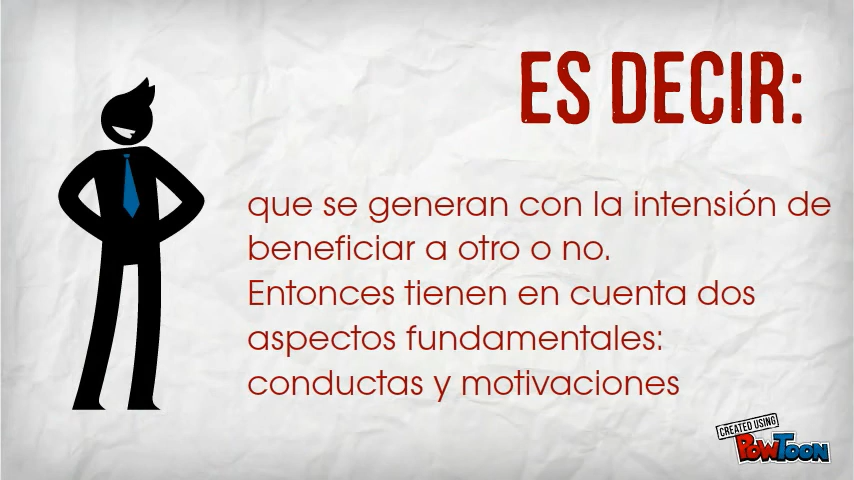 ES DECIR:
que se generan con la intensión de
beneficiar a otro o no.
Entonces tienen en cuenta dos
aspectos fundamentales:
conductas y motivaciones
CREATED USING
POWTOON